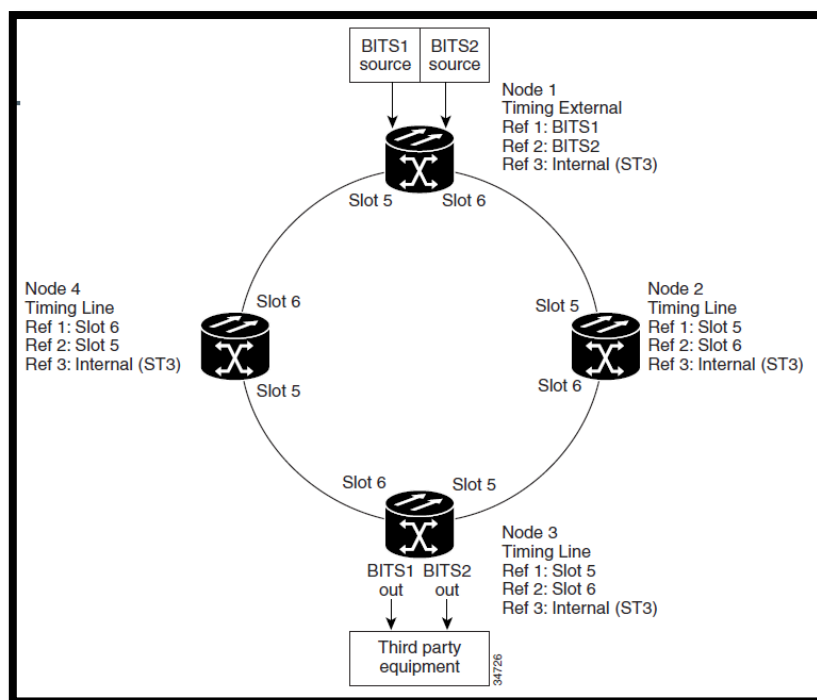 BITS1 BITS2
source source
Node 1
Timing External
Ref 1: BITS1
Ref 2: BITS2
Ref 3: Internal (ST3)
Slot 5 Slot 6
Node 4
Timing Line
Ref 1: Slot 6
Ref 2: Slot 5
Ref 3: Internal (ST3)
Slot 6
Slot 5
Slot 5
Slot 6
Node 2
Timing Line
Ref 1: Slot 5
Ref 2: Slot 6
Ref 3: Internal (ST3)
Slot 6 Slot 5
Node 3
Timing Line
Ref 1: Slot 5
Ref 2: Slot 6
Ref 3: Internal (ST3)
BITS1 BITS2
out out
Third party
equipment
34726